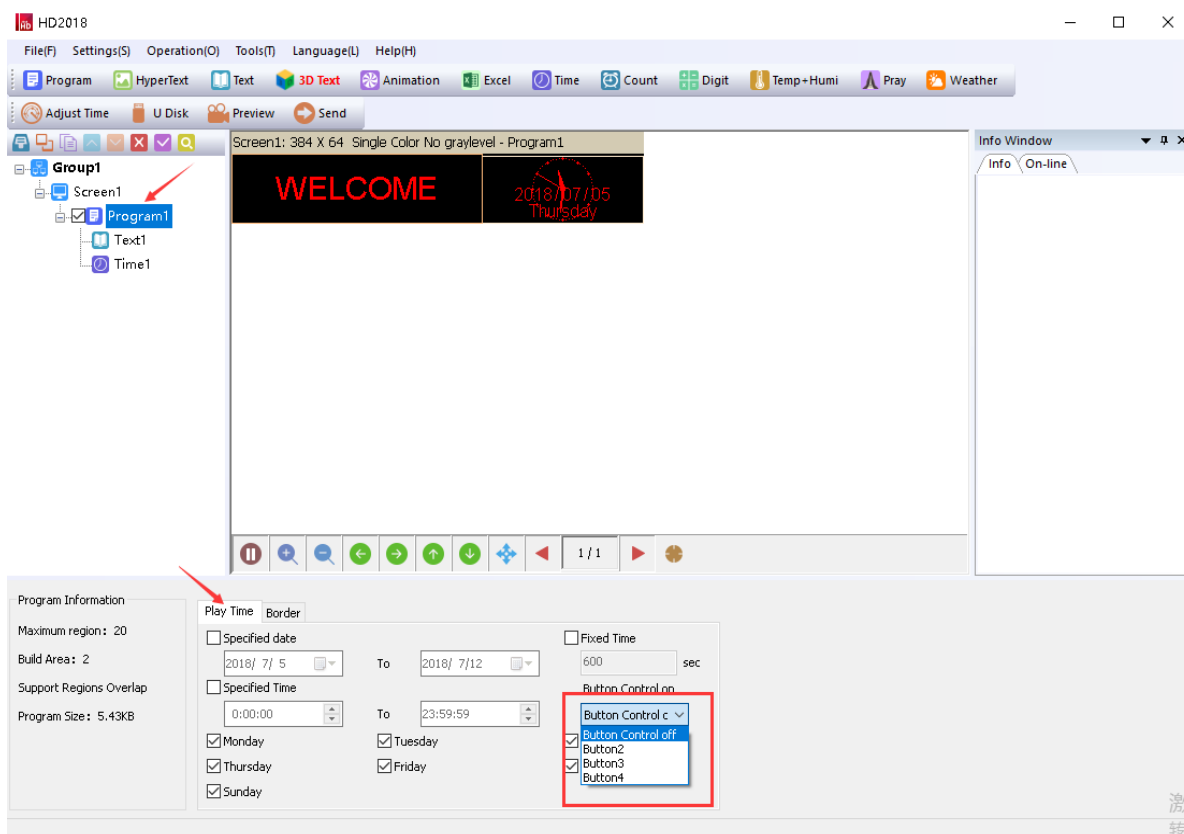 HD2018
File(F) Settings(S) Operation(O) Tools(T) Language(L) Help(H)
Program HyperText Text 3D Text Animation Excel Time Count Digit Temp+Humi Pray Weather
Adjust Time U Disk Preview Send
Group1
Screen1
Program1
Text1
Time1
Screen1: 384 X 64 Single Color No graylevel - Program1
WELCOME
2018/07/05
Thursday
Info Window
Info On-line
1/1
Program Information
Maximum region: 20
Build Area: 2
Support Regions Overlap
Program Size: 5.43KB
Play Time Border
Specified date
2018/ 7/ 5 To 2018/ 7/12
Specified Time
0:00:00 To 23:59:59
Monday Tuesday
Thursday Friday
Sunday
Fixed Time
600 sec
Button Control on
Button Control c
Button Control off
Button2
Button3
Button4
激